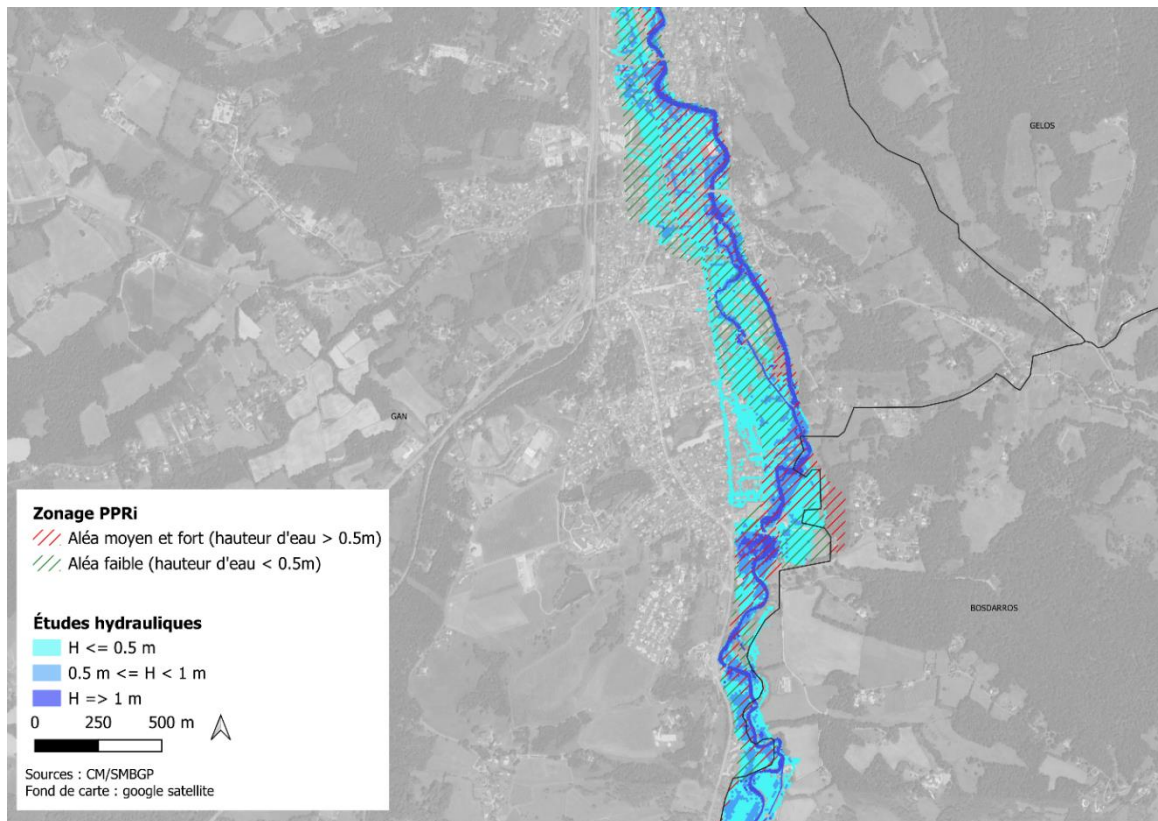 GELOS
GAN
BOSDARROS
Zonage PPRi
Aléa moyen et fort (hauteur d'eau > 0.5m)
Aléa faible (hauteur d'eau < 0.5m)
Études hydrauliques
H <= 0.5 m
0.5 m <= H < 1 m
H => 1 m
0 250 500 m
Sources : CM/SMBGP
Fond de carte : google satellite